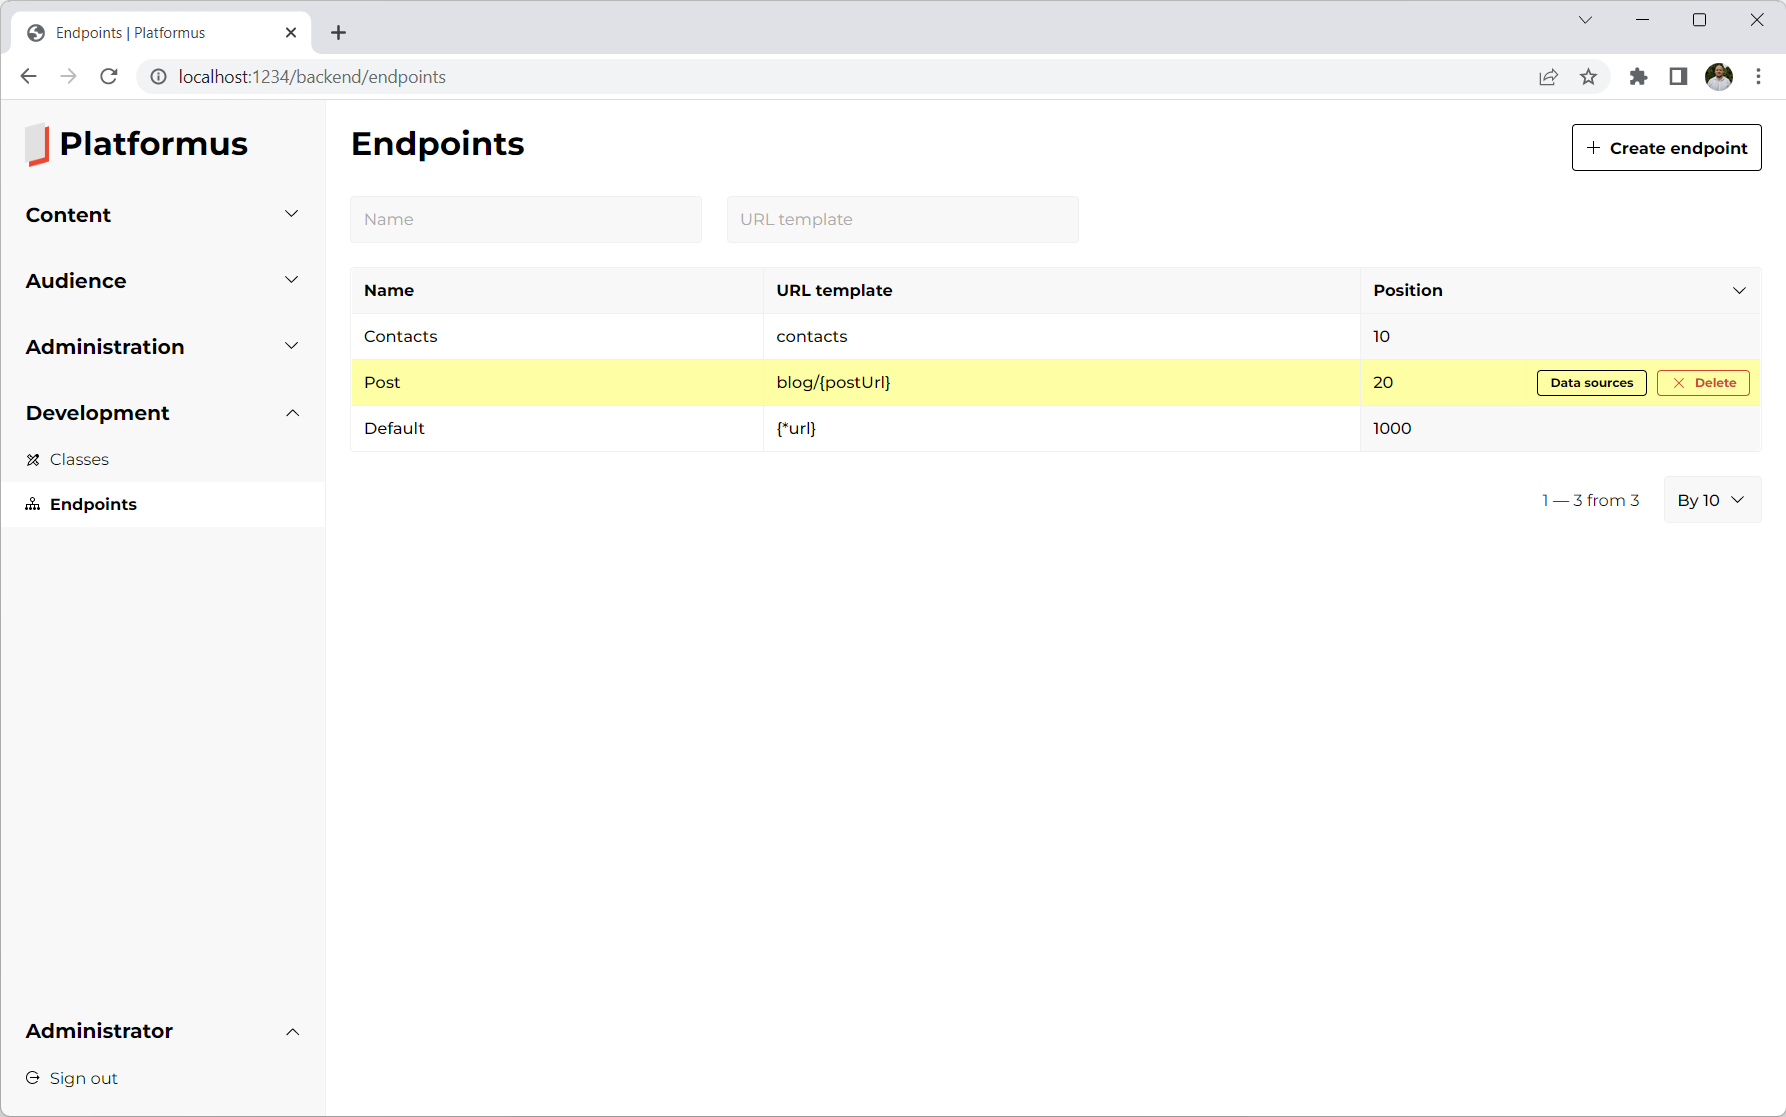 Endpoints | Platformus
localhost:1234/backend/endpoints
Platformus
Content
Audience
Administration
Development
Classes
Endpoints
Administrator
Sign out
Endpoints
Create endpoint
Name URL template
Name URL template Position
Contacts contacts 10
Post blog/{postUrl} 20 Data sources Delete
Default {*url} 1000
1 — 3 from 3 By 10